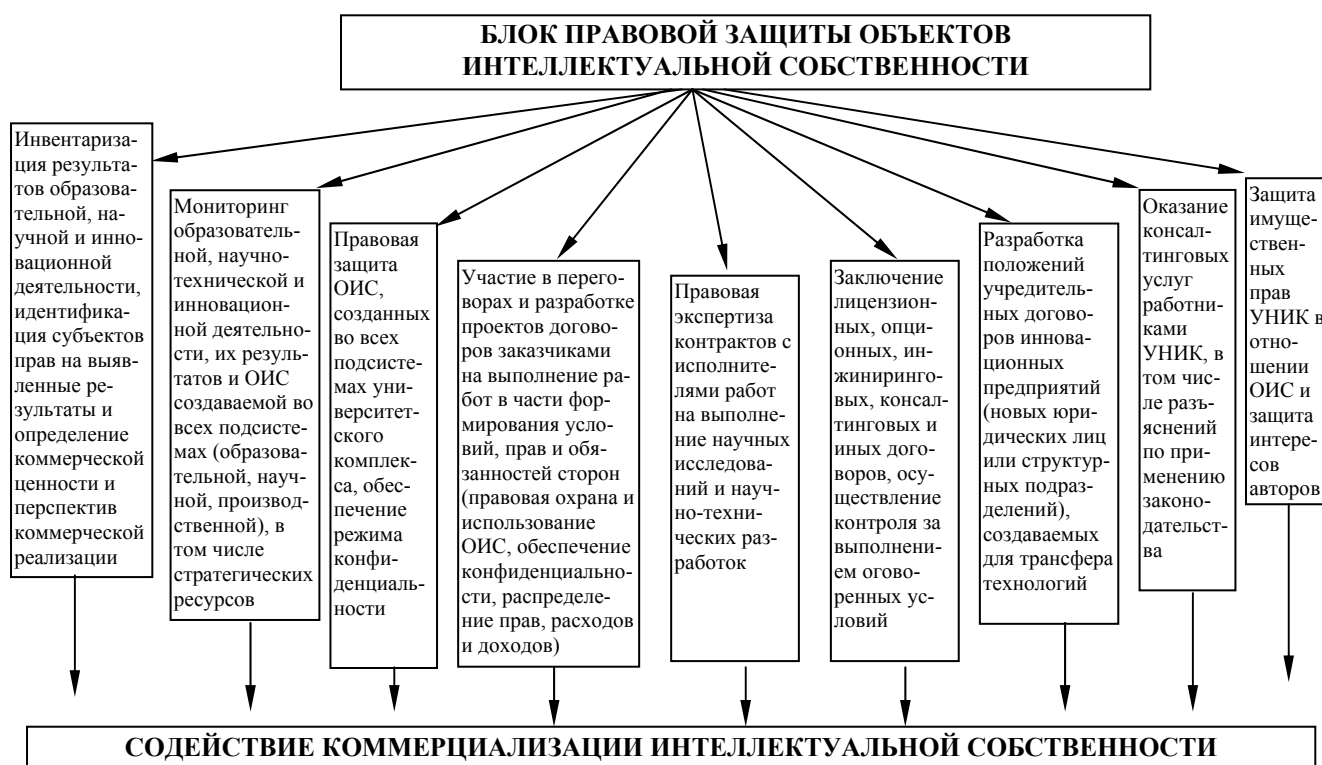 БЛОК ПРАВОВОЙ ЗАЩИТЫ ОБЪЕКТОВ
ИНТЕЛЛЕКТУАЛЬНОЙ СОБСТВЕННОСТИ
Инвентариза-
ция результа-
тов образова-
тельной, на-
учной и инно-
вационной
деятельности,
идентифика-
ция субъектов
прав на выяв-
ленные ре-
зультаты и
определение
коммерческой
ценности и
перспектив
коммерческой
реализации
Мониторинг
образователь-
ной, научно-
технической и
инновацион-
ной деятельно-
сти, их резуль-
татов и ОИС
создаваемой во
всех подсисте-
мах (образова-
тельной, науч-
ной, производ-
ственной), в
том числе
стратегических
ресурсов
Правовая
защита
ОИС,
созданных
во всех
подсисте-
мах уни-
верситет-
ского
комплек-
са, обес-
печение
режима
конфи-
денциаль-
ности
Участие в перего-
ворах и разработке
проектов догово-
ров заказчиками
на выполнение ра-
бот в части фор-
мирования усло-
вий, прав и обя-
занностей сторон
(правовая охрана и
использование
ОИС, обеспечение
конфиденциально-
сти, распределе-
ние прав, расходов
и доходов)
Правовая
экспертиза
контрактов с
исполните-
лями работ
на выполне-
ние научных
исследова-
ний и науч-
но-техни-
ческих раз-
работок
Заключение
лицензион-
ных, опци-
онных, ин-
жиниринго-
вых, консал-
тинговых и
иных дого-
воров, осу-
ществление
контроля за
выполнени-
ем огово-
ренных ус-
ловий
Разработка
положений
учредитель-
ных догово-
ров иннова-
ционных
предприятий
(новых юри-
дических лиц
или структур-
ных подраз-
делений),
создаваемых
для трансфера
технологий
Оказание
консал-
тинговых
услуг
работни-
ками
УНИК, в
том чис-
ле разъ-
яснений
по приме-
нению
законо-
дательст-
ва
Защита
имуще-
ствен-
ных
прав
УНИК в
отно-
шении
ОИС и
защита
интере-
сов
авторов
СОДЕЙСТВИЕ КОММЕРЦИАЛИЗАЦИИ ИНТЕЛЛЕКТУАЛЬНОЙ СОБСТВЕННОСТИ